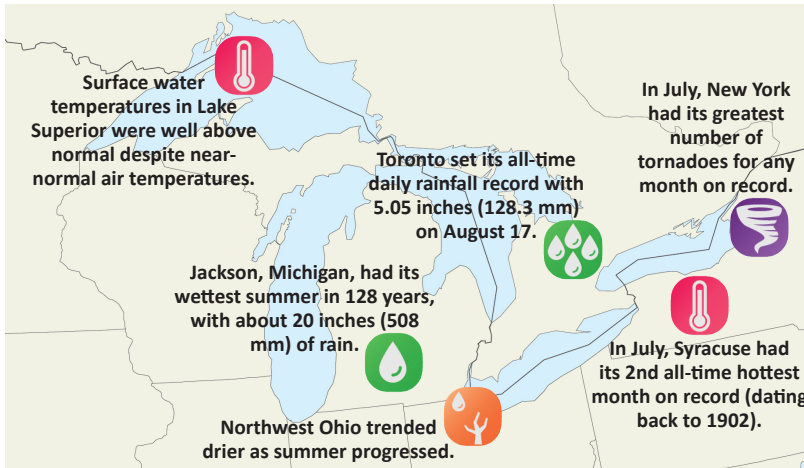 Surface water
temperatures in Lake
Superior were well above
normal despite near-
normal air temperatures.
In July, New York
had its greatest
number of
tornadoes for any
month on record.
Toronto set its all-time
daily rainfall record with
5.05 inches (128.3 mm)
on August 17.
Jackson, Michigan, had its
wettest summer in 128 years,
with about 20 inches (508
mm) of rain.
In July, Syracuse had
its 2nd all-time hottest
month on record (dating
back to 1902).
Northwest Ohio trended
drier as summer progressed.